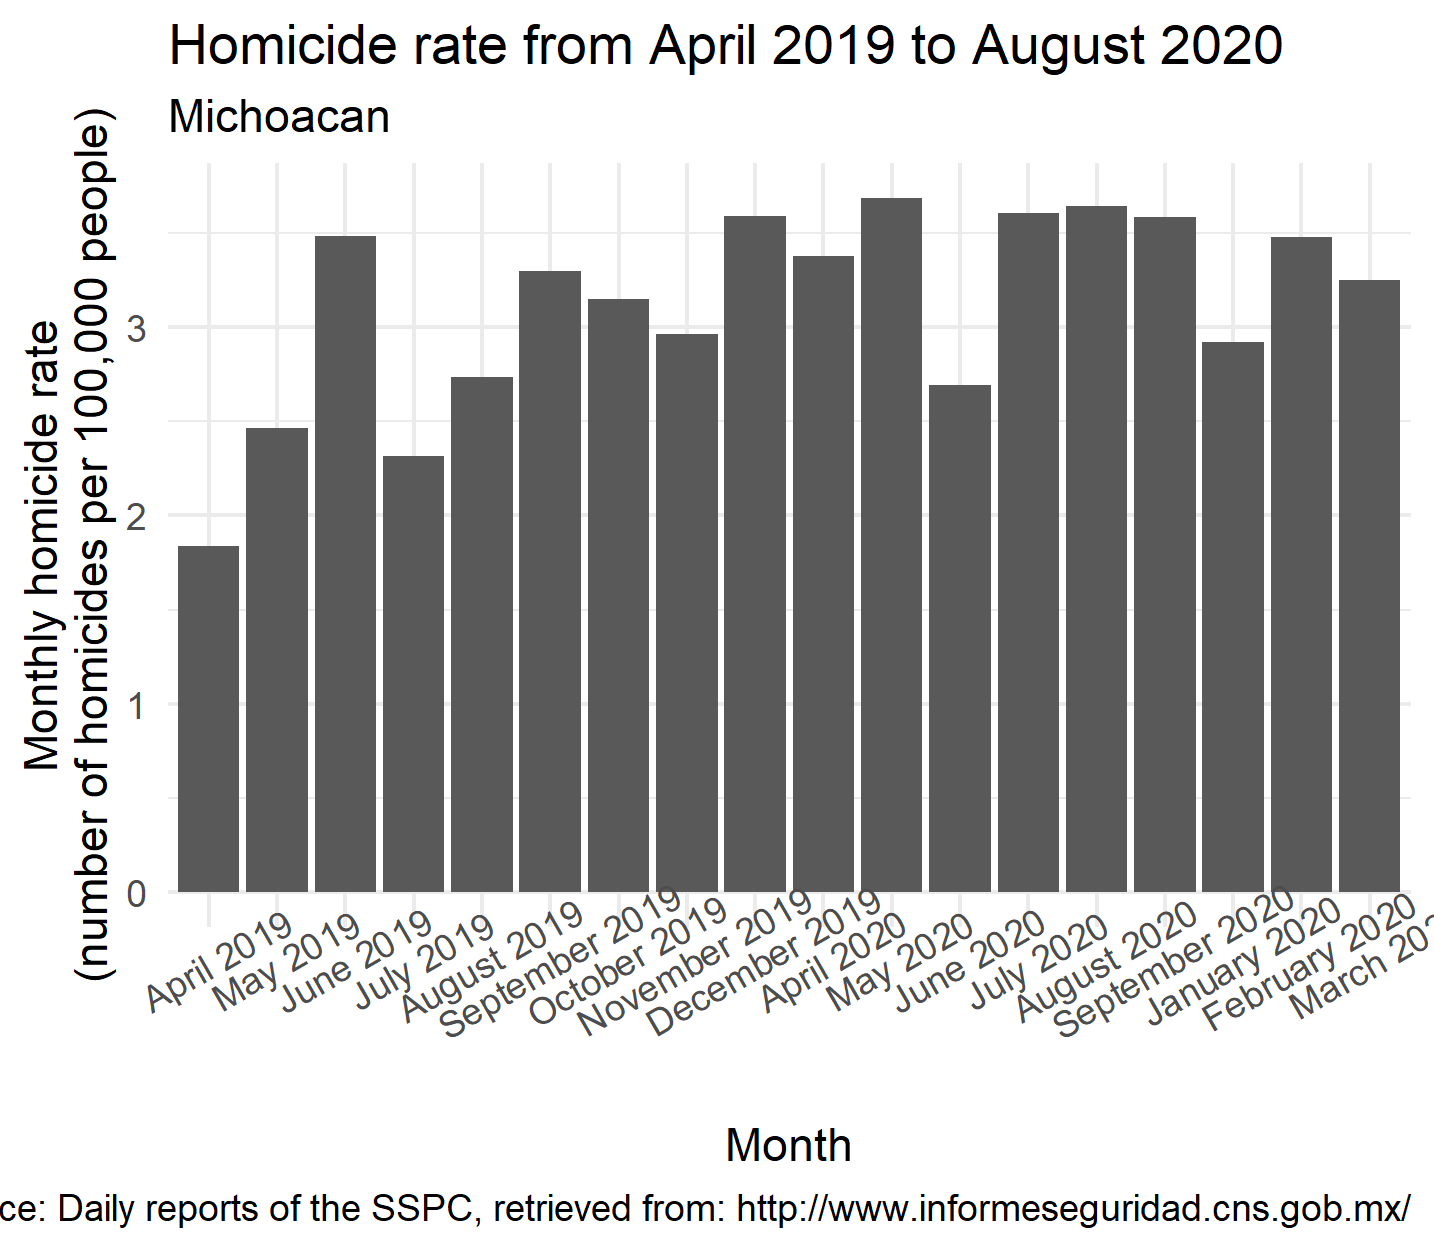 Homicide rate from April 2019 to August 2020
Michoacan
Monthly homicide rate
(number of homicides per 100,000 people)
3
2
1
0
April 2019
May 2019
June 2019
July 2019
August 2019
September 2019
October 2019
November 2019
December 2019
April 2020
May 2020
June 2020
July 2020
August 2020
September 2020
January 2020
February 2020
March 202
Month
ce: Daily reports of the SSPC, retrieved from: http://www.informeseguridad.cns.gob.mx/